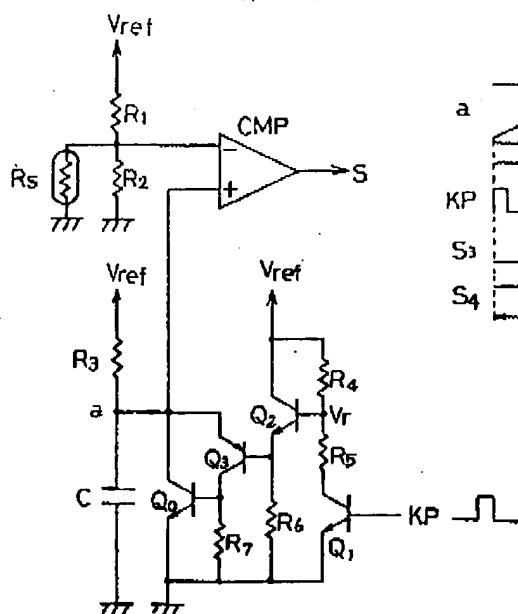 Vref
R1
CMP
−
a
RS
R2
+
S
KP
Vref
Vref
S3
S4
R3
R4
a
Q2
Vr
Q3
R5
C
Q0
R7
R6
KP
Q1